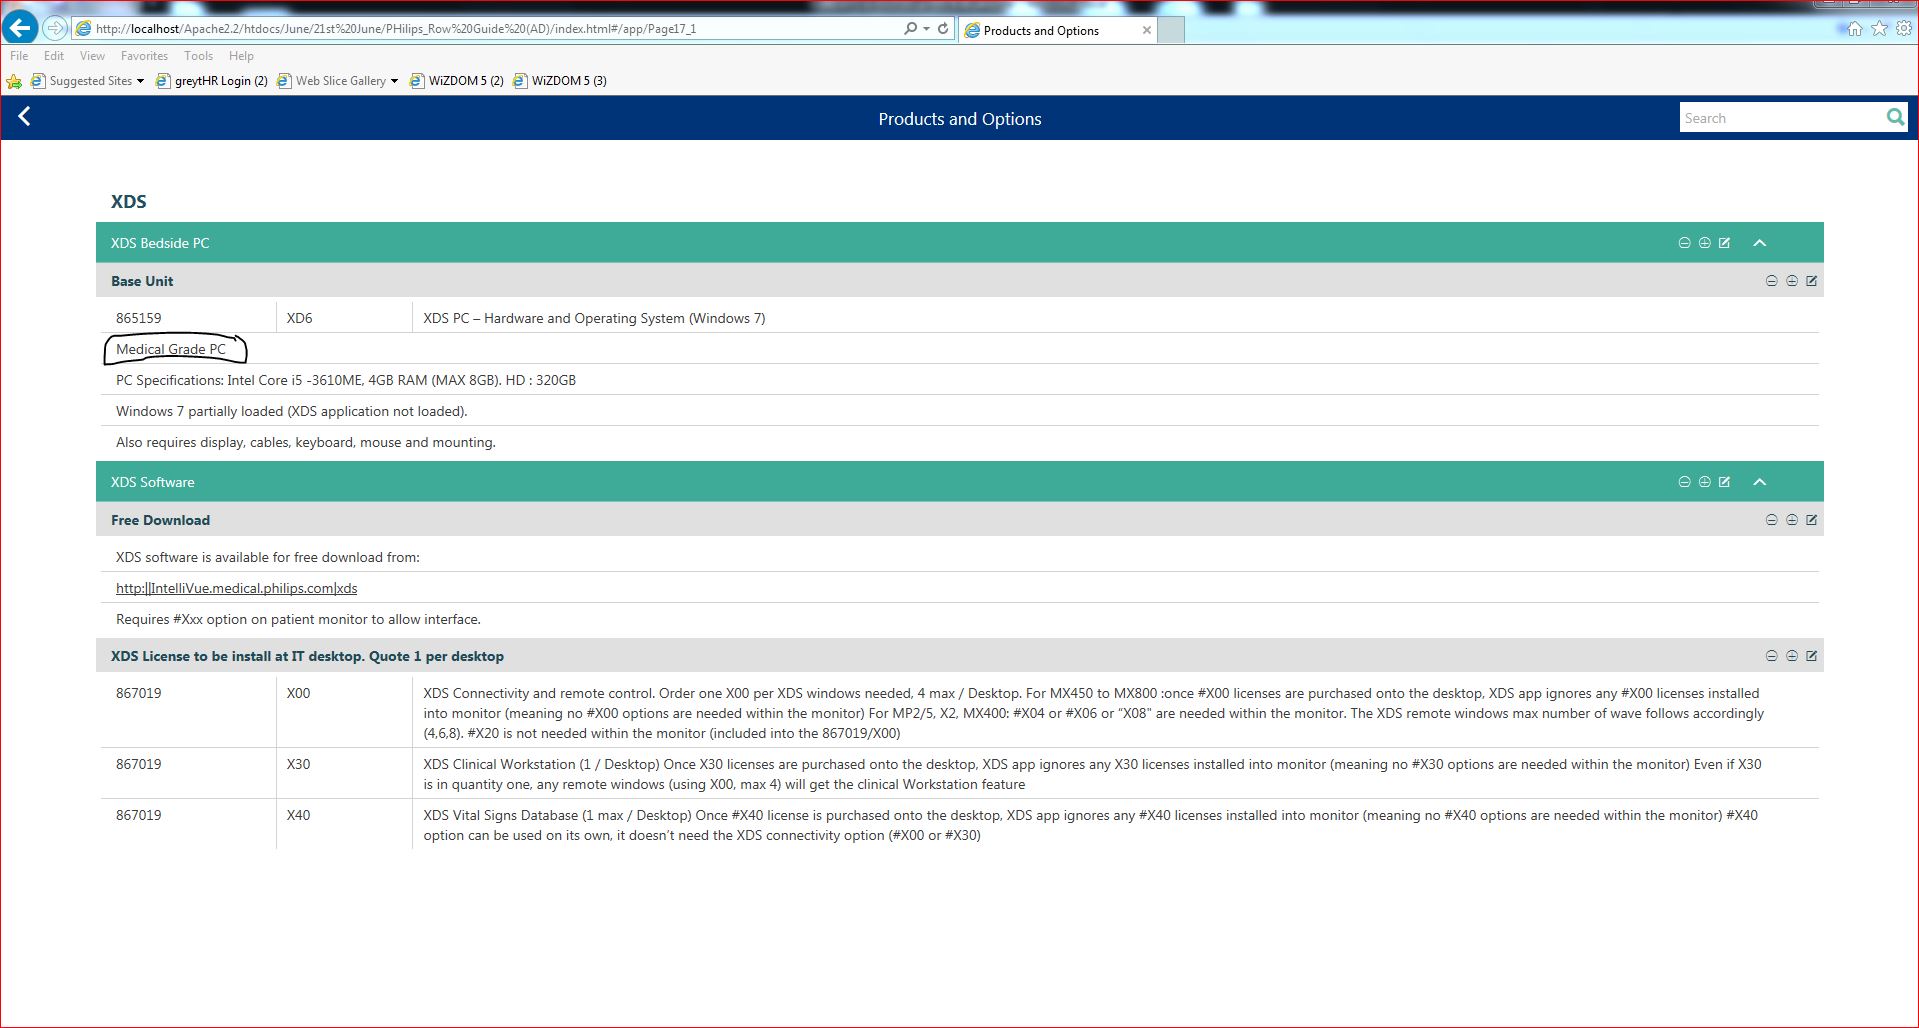 http://localhost/Apache2.2/htdocs/June/21st%20June/PHilips_Row%20Guide%20(AD)/index.html#/app/Page17_1
Products and Options
File Edit View Favorites Tools Help
Suggested Sites greytHR Login (2) Web Slice Gallery WiZDOM 5 (2) WiZDOM 5 (3)
Products and Options
Search
XDS
XDS Bedside PC
Base Unit
865159 XD6 XDS PC – Hardware and Operating System (Windows 7)
Medical Grade PC
PC Specifications: Intel Core i5 -3610ME, 4GB RAM (MAX 8GB). HD : 320GB
Windows 7 partially loaded (XDS application not loaded).
Also requires display, cables, keyboard, mouse and mounting.
XDS Software
Free Download
XDS software is available for free download from:
http:||IntelliVue.medical.philips.com|xds
Requires #Xxx option on patient monitor to allow interface.
XDS License to be install at IT desktop. Quote 1 per desktop
867019 X00 XDS Connectivity and remote control. Order one X00 per XDS windows needed, 4 max / Desktop. For MX450 to MX800 :once #X00 licenses are purchased onto the desktop, XDS app ignores any #X00 licenses installed
into monitor (meaning no #X00 options are needed within the monitor) For MP2/5, X2, MX400: #X04 or #X06 or “X08" are needed within the monitor. The XDS remote windows max number of wave follows accordingly
(4,6,8). #X20 is not needed within the monitor (included into the 867019/X00)
867019 X30 XDS Clinical Workstation (1 / Desktop) Once X30 licenses are purchased onto the desktop, XDS app ignores any X30 licenses installed into monitor (meaning no #X30 options are needed within the monitor) Even if X30
is in quantity one, any remote windows (using X00, max 4) will get the clinical Workstation feature
867019 X40 XDS Vital Signs Database (1 max / Desktop) Once #X40 license is purchased onto the desktop, XDS app ignores any #X40 licenses installed into monitor (meaning no #X40 options are needed within the monitor) #X40
option can be used on its own, it doesn’t need the XDS connectivity option (#X00 or #X30)